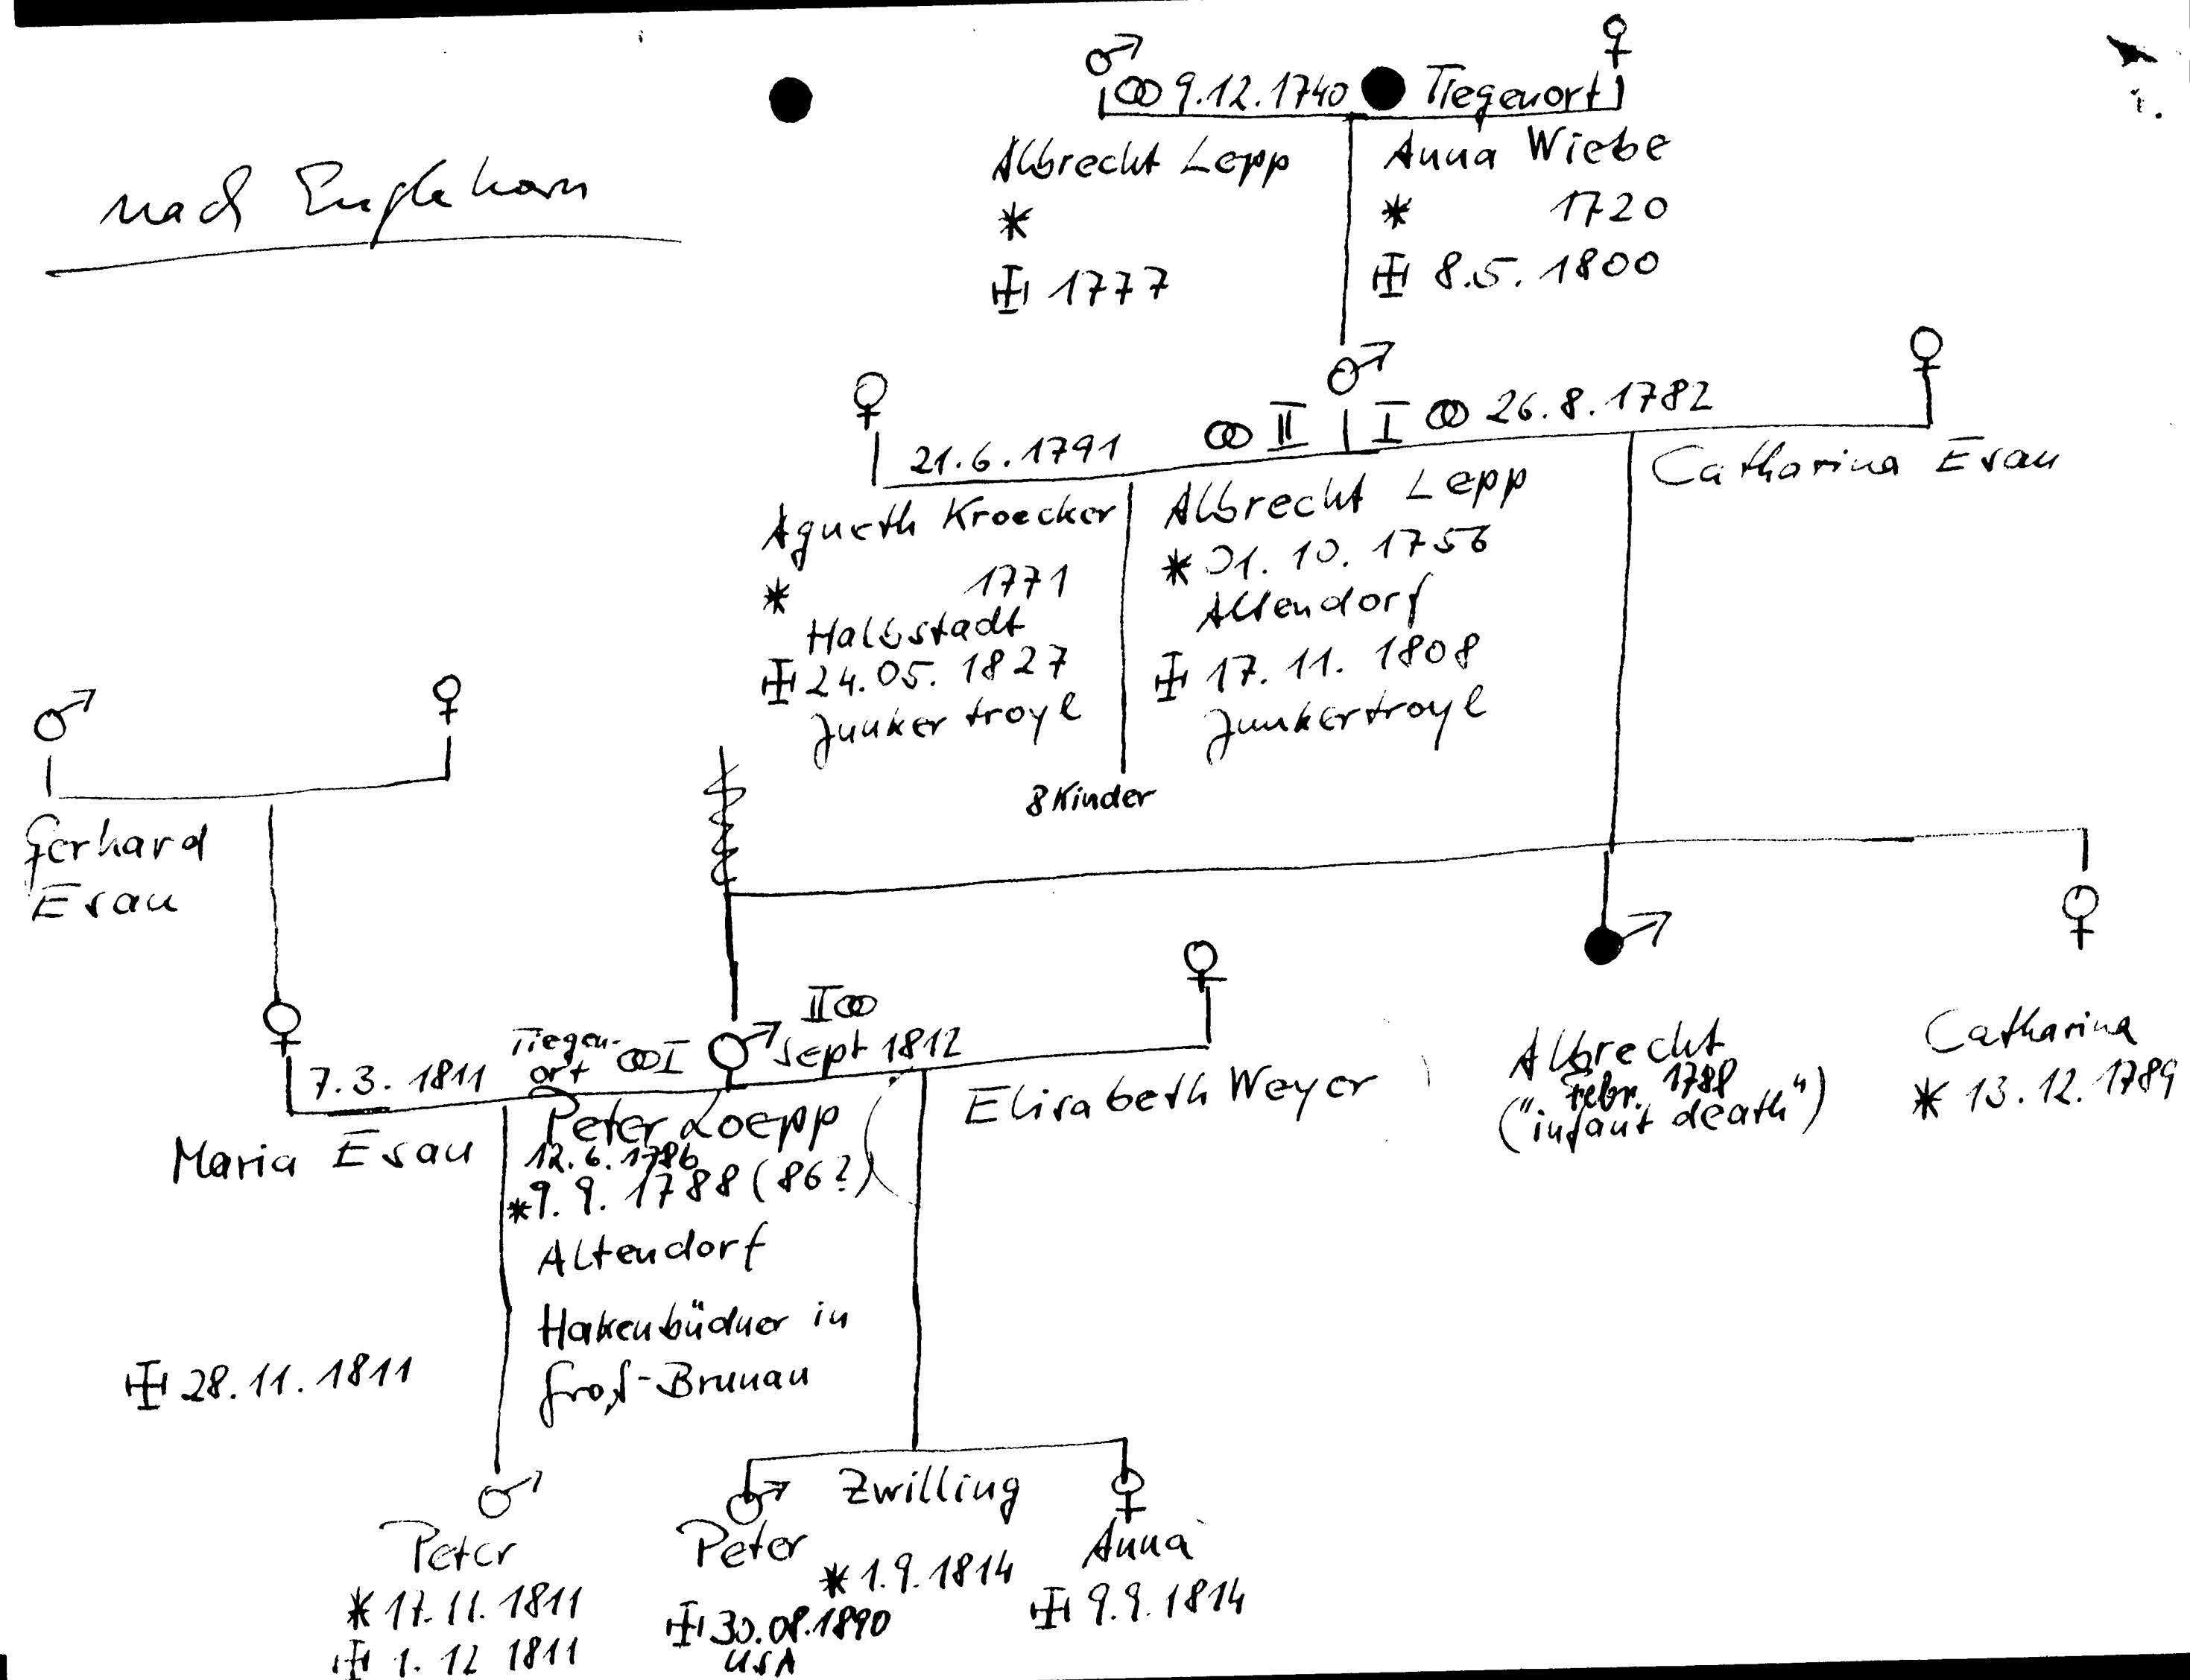 ♂ ♀
⚭ 9.12.1740 Tiegenort
nach
Albrecht Lepp
*
1777
Anna Wiebe
* 1720
8.5.1800
♀ ♂ ♀
21.6.1791 ⚭ II I ⚭ 26.8.1782
Agneth Kroecker
* 1771
Halbstadt
24.05.1827
Junkertroyl
Albrecht Lepp
* 01.10.1756
Altendorf
17.11.1808
Junkertroyl
Catharina Esau
8 Kinder
♂ ♀
Gerhard
Esau
♀ 7.3.1811 Tiegen-
ort ⚭ I ♂ II ⚭
Sept 1812 ♀
Maria Esau
28.11.1811
Peter Loepp
12.6.1786
* 9.9.1788 (86?)
Altendorf
Hakenbüdner in
Groß-Brunau
Elisabeth Weyer
♂
Albrecht
Febr. 1788
("infant death")
♀
Catharina
* 13.12.1789
♂
Peter
* 17.11.1811
1.12 1811
♂ Zwilling ♀
Peter
* 1.9.1814
30.08.1890
USA
Anna
9.9.1814